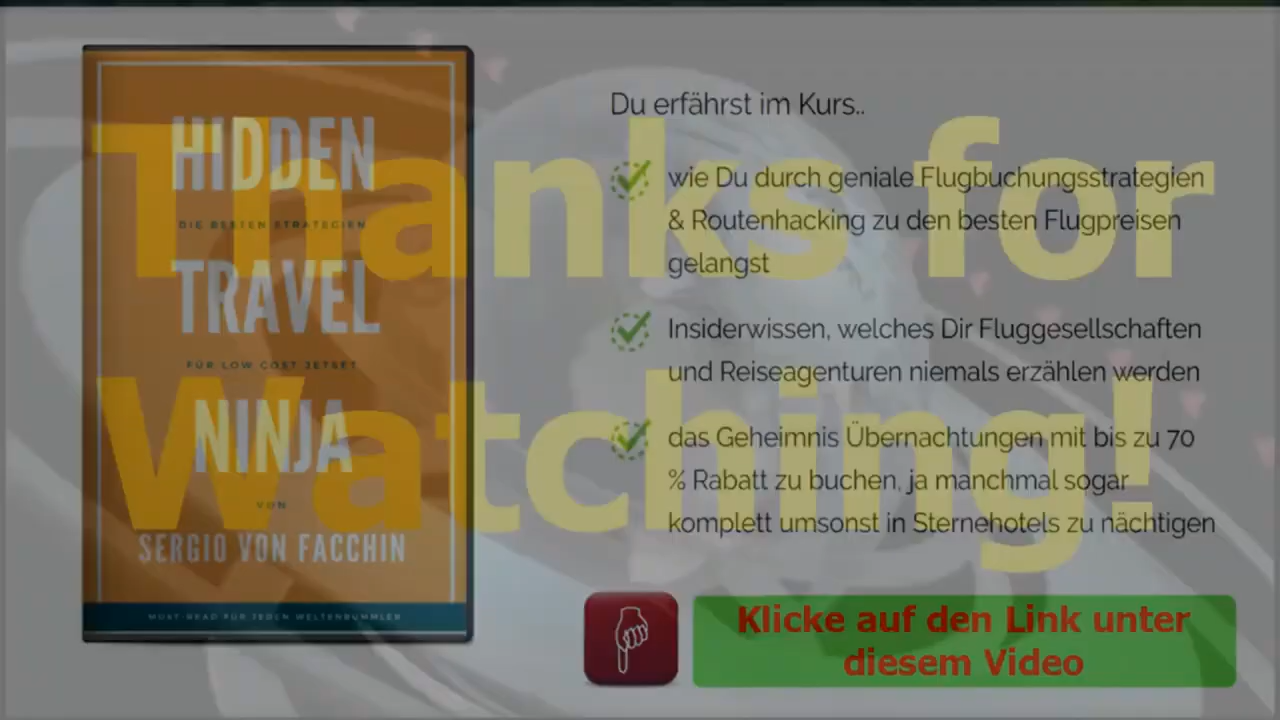 HIDDEN
DIE BESTEN STRATEGIEN
TRAVEL
FÜR LOW COST JETSET
NINJA
VON
SERGIO VON FACCHIN
MUST-READ FÜR JEDEN WELTENBUMMLER
Thanks for
Watching!
Du erfährst im Kurs..
wie Du durch geniale Flugbuchungsstrategien
& Routenhacking zu den besten Flugpreisen
gelangst
Insiderwissen, welches Dir Fluggesellschaften
und Reiseagenturen niemals erzählen werden
das Geheimnis Übernachtungen mit bis zu 70
% Rabatt zu buchen, ja manchmal sogar
komplett umsonst in Sternehotels zu nächtigen
Klicke auf den Link unter
diesem Video